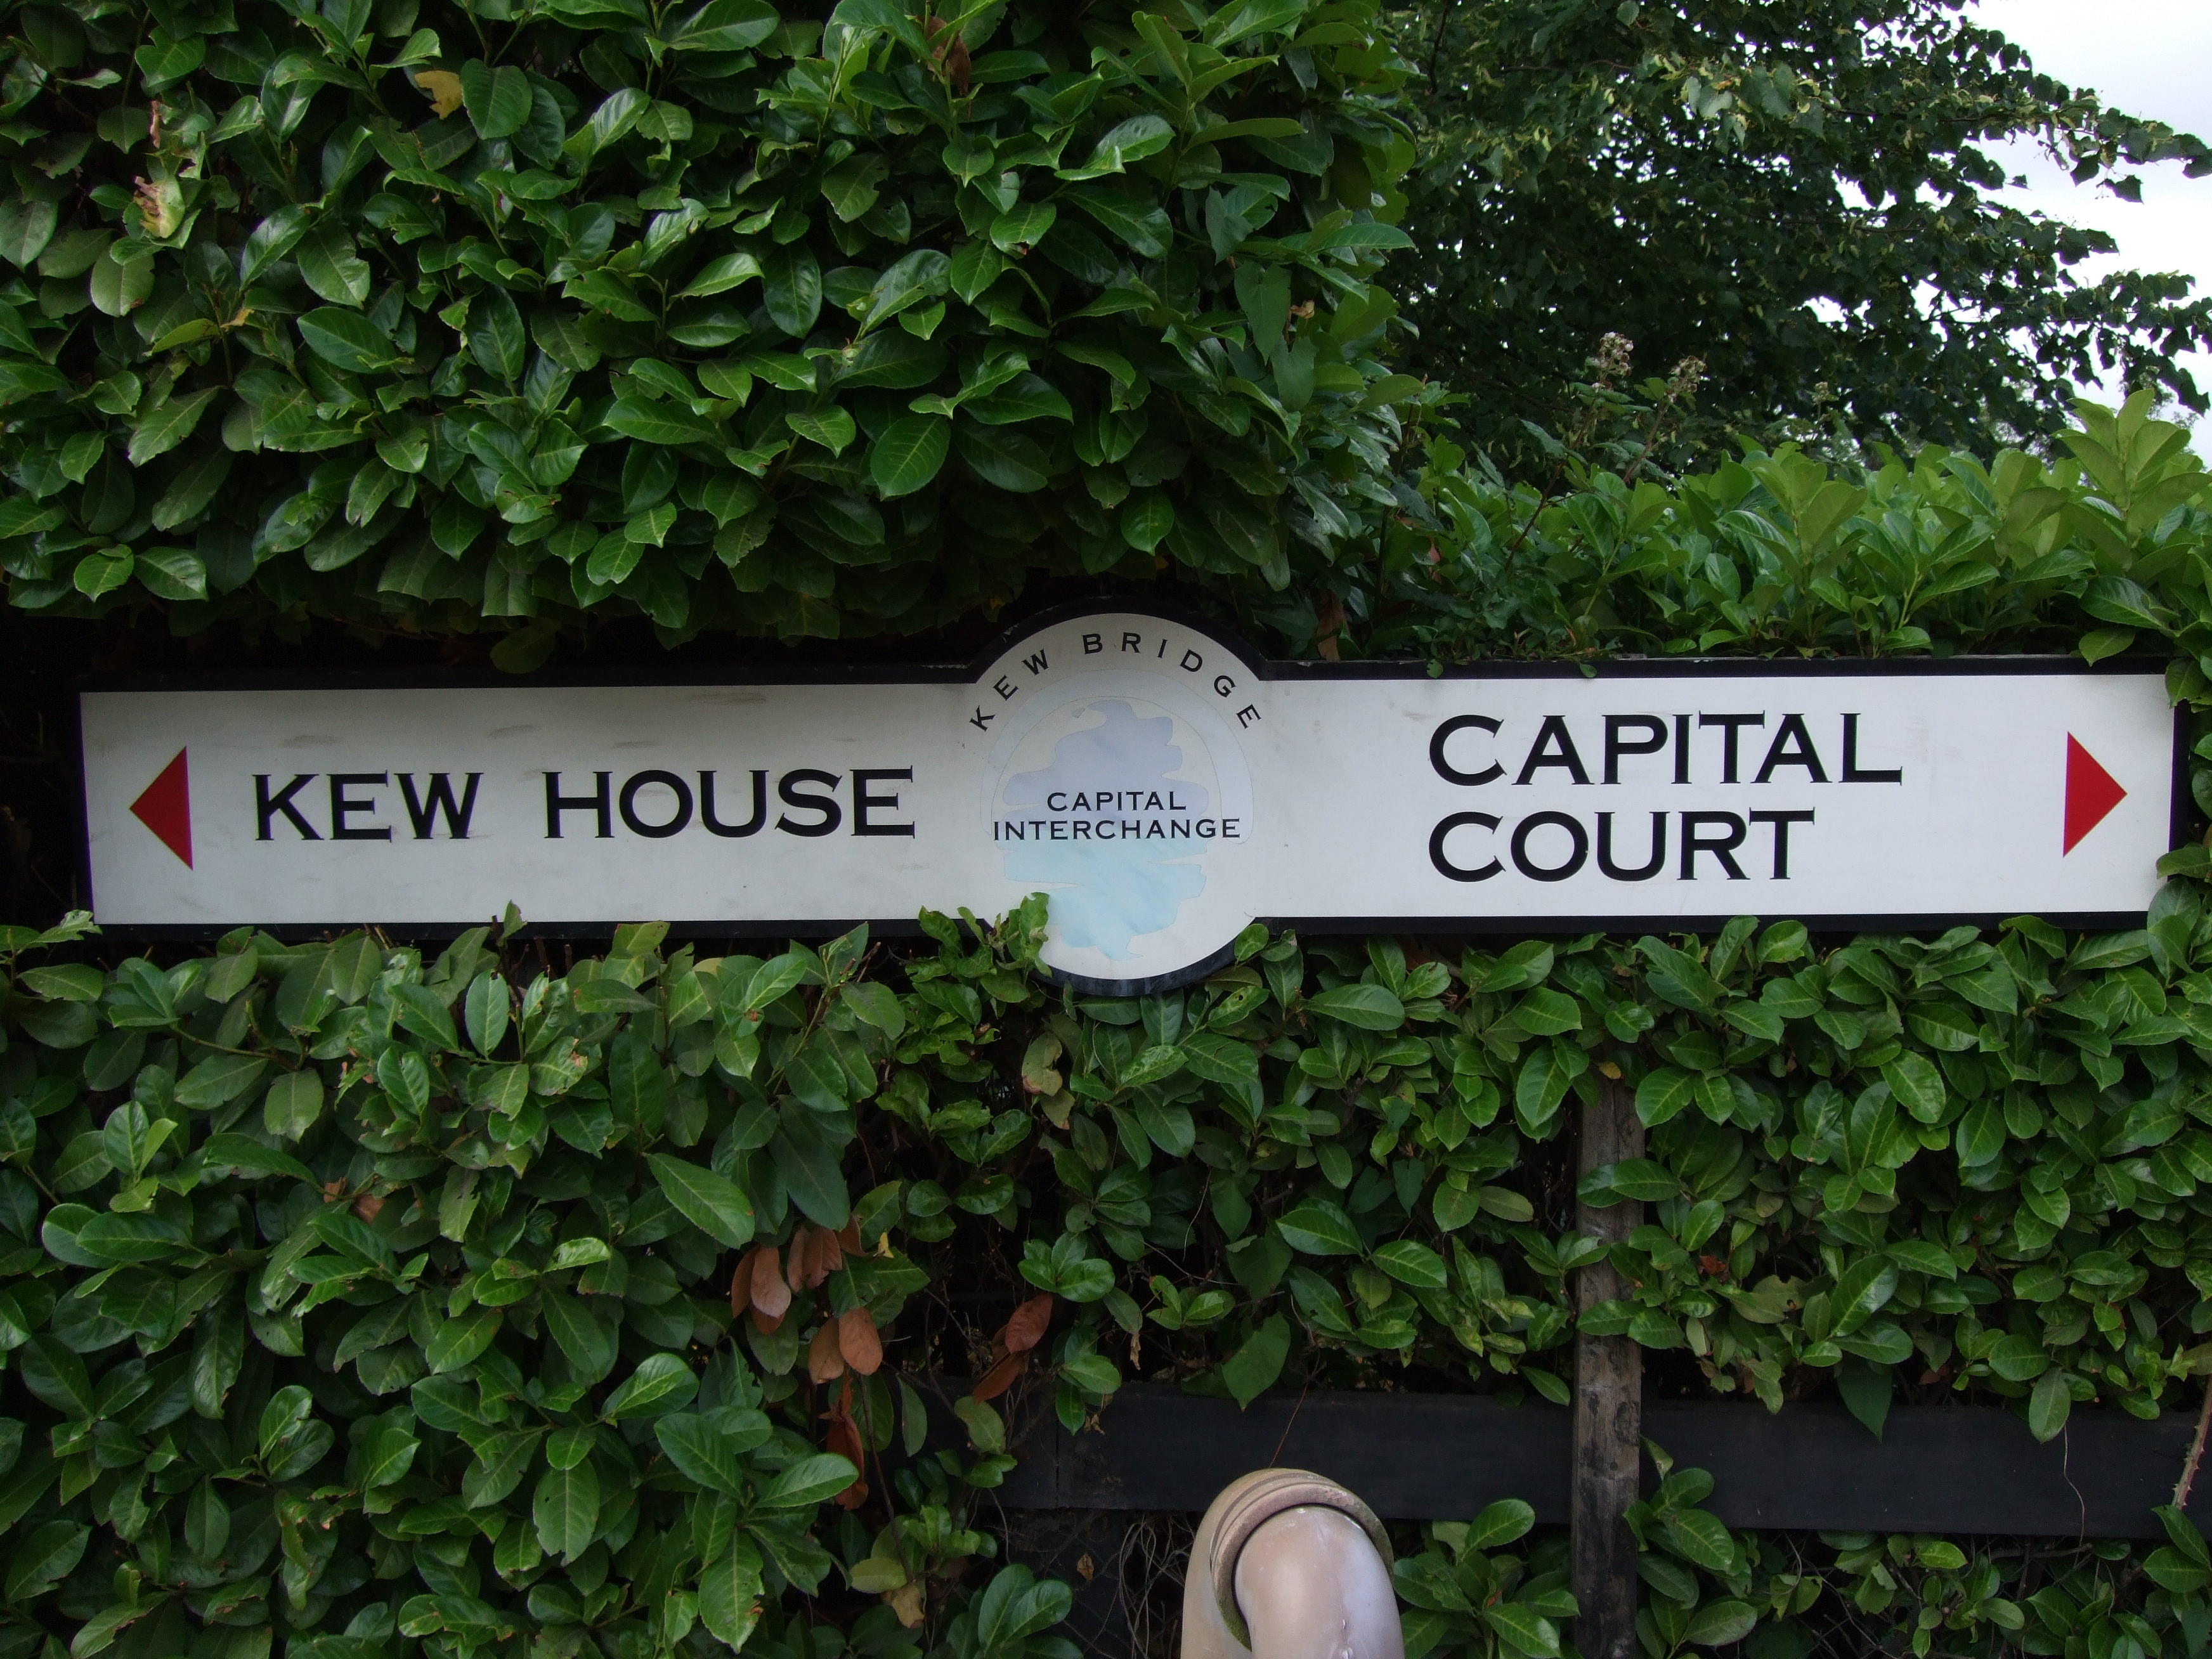 KEW HOUSE
KEW BRIDGE
CAPITAL
INTERCHANGE
CAPITAL
COURT